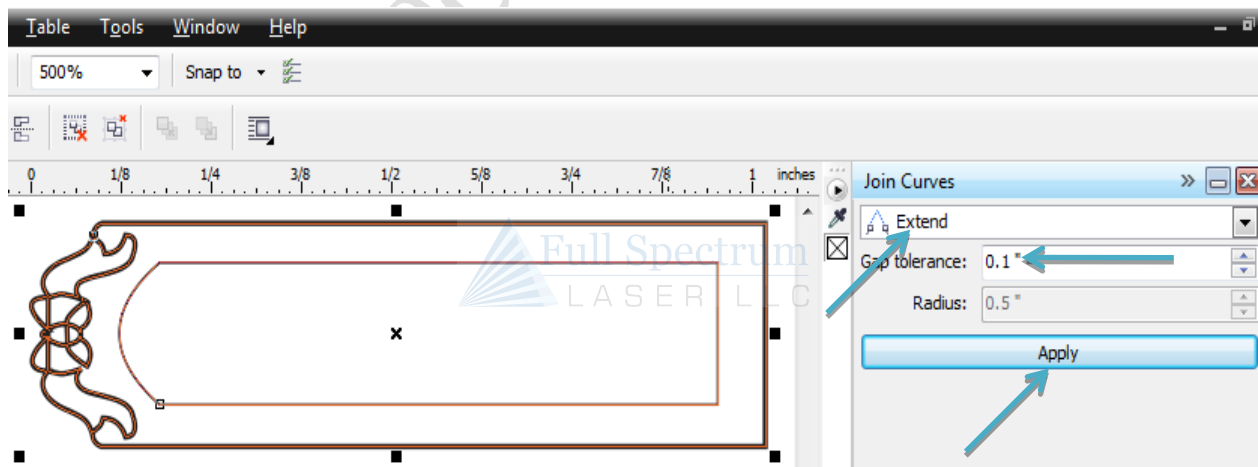 Table Tools Window Help
500% Snap to
0 1/8 1/4 3/8 1/2 5/8 3/4 7/8 1 inches
Join Curves
Extend
Full Spectrum
Gap tolerance: 0.1 "
LASER LLC
Radius: 0.5 "
Apply